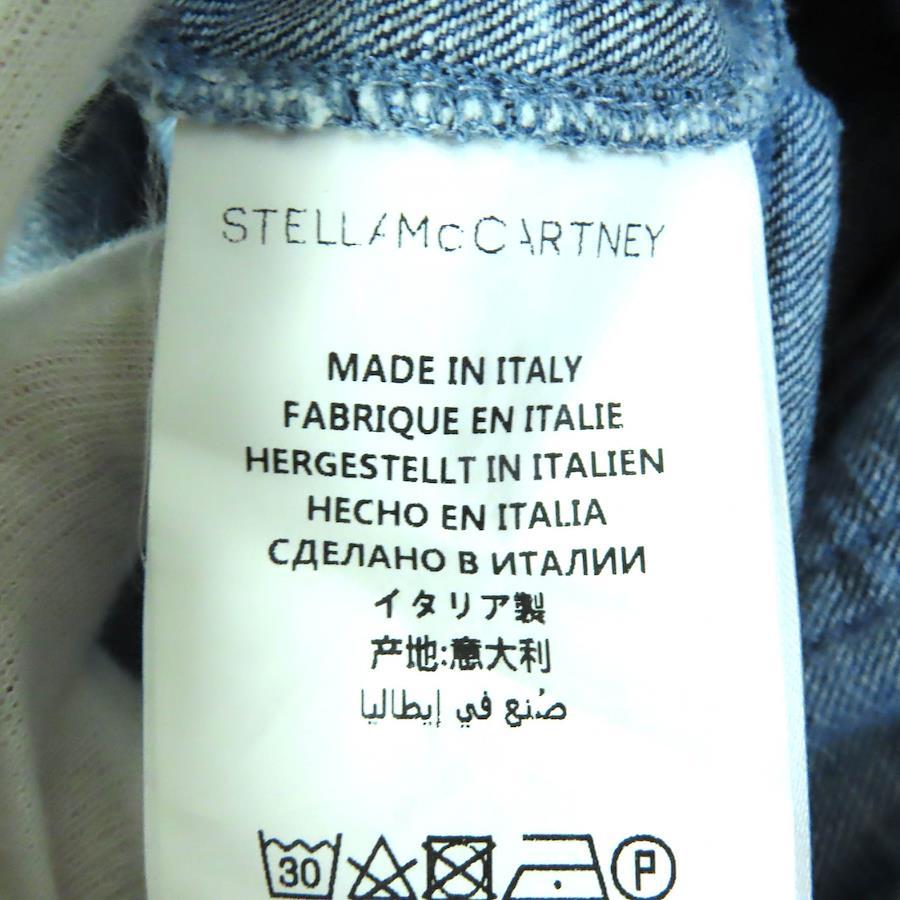 STELLAMcCARTNEY
MADE IN ITALY
FABRIQUE EN ITALIE
HERGESTELLT IN ITALIEN
HECHO EN ITALIA
СДЕЛАНО В ИТАЛИИ
イタリア製
产地:意大利
صُنع في إيطاليا
30 P